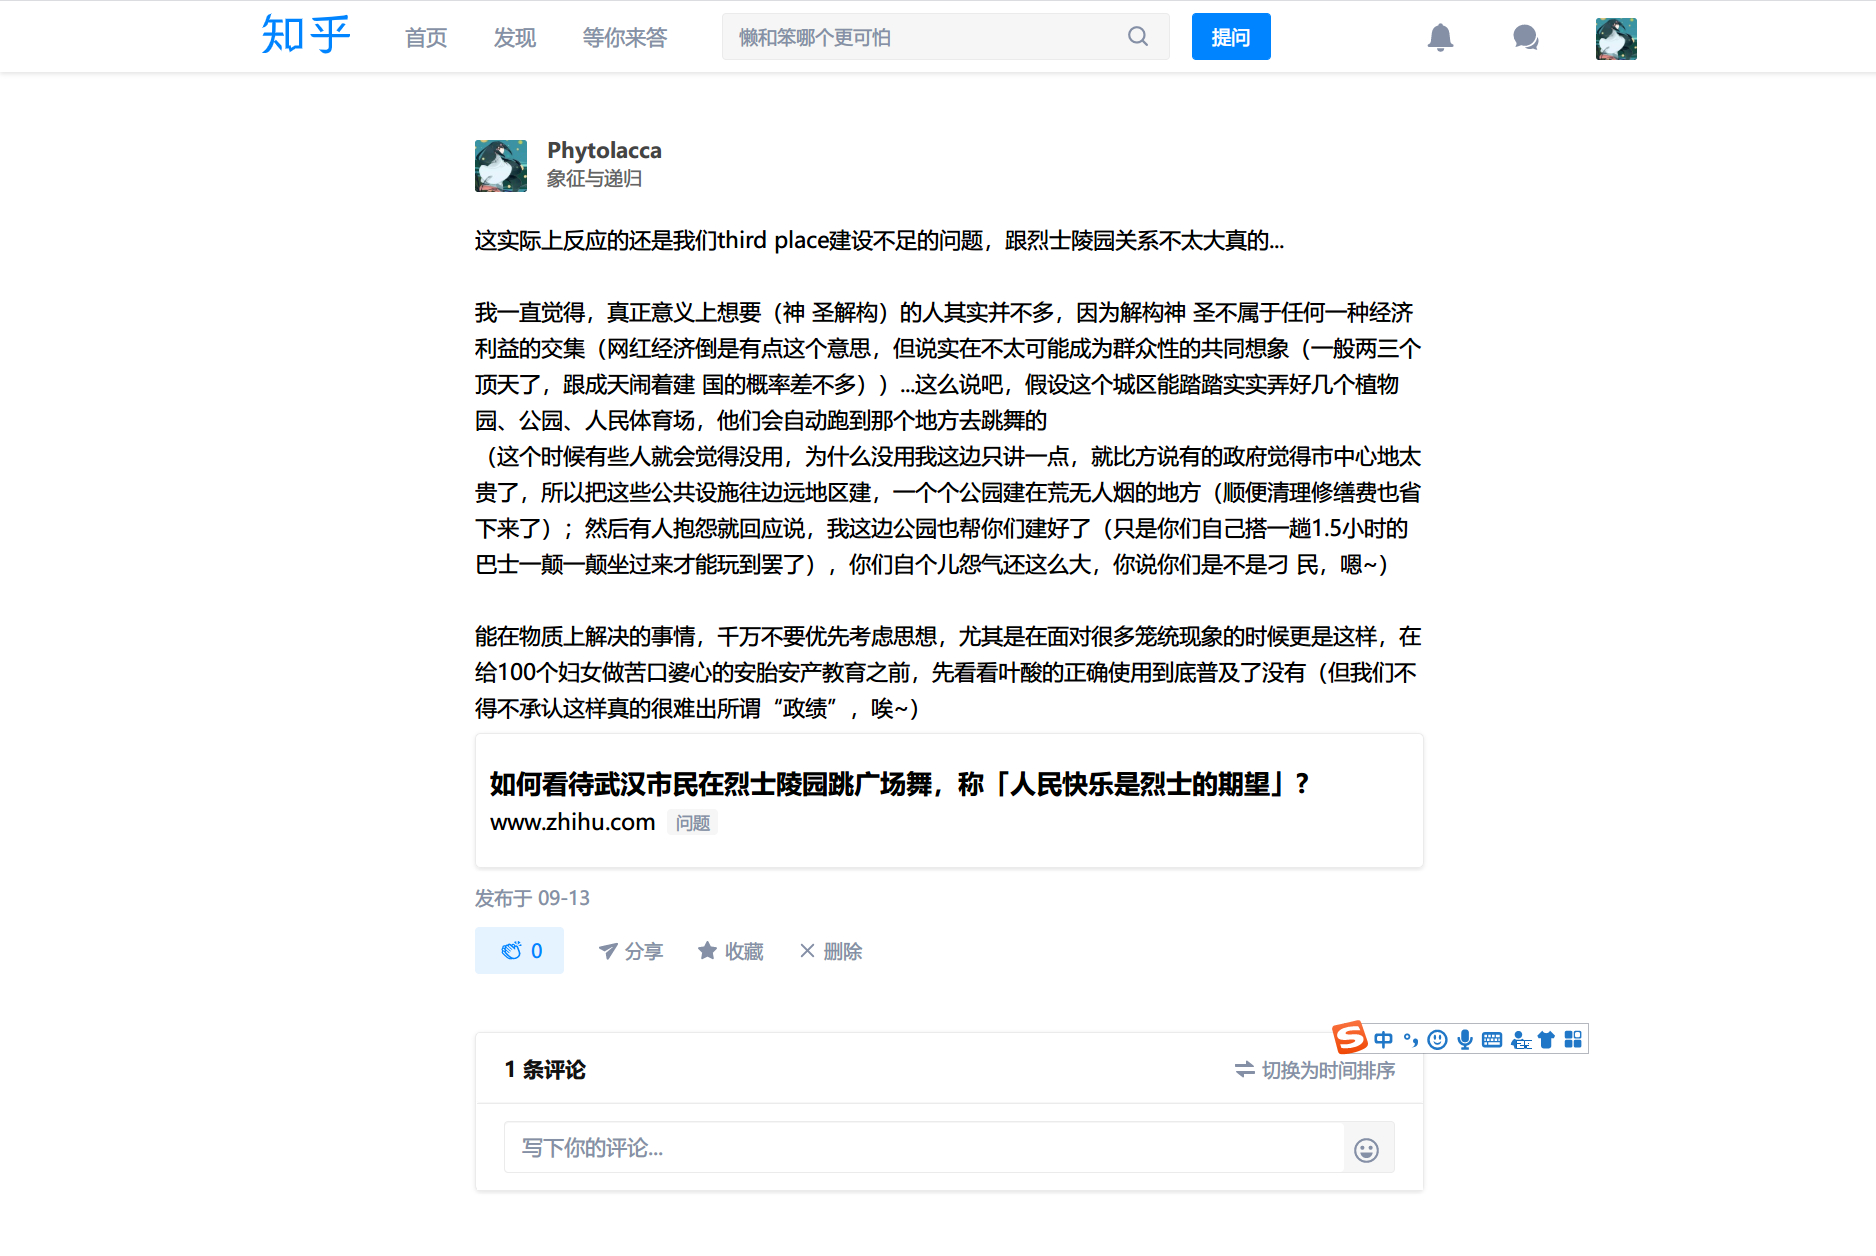 知乎 首页 发现 等你来答 懒和笨哪个更可怕 提问
Phytolacca
象征与递归
这实际上反应的还是我们third place建设不足的问题，跟烈士陵园关系不太大真的...
我一直觉得，真正意义上想要（神 圣解构）的人其实并不多，因为解构神 圣不属于任何一种经济
利益的交集（网红经济倒是有点这个意思，但说实在不太可能成为群众性的共同想象（一般两三个
顶天了，跟成天闹着建 国的概率差不多））...这么说吧，假设这个城区能踏踏实实弄好几个植物
园、公园、人民体育场，他们会自动跑到那个地方去跳舞的
（这个时候有些人就会觉得没用，为什么没用我这边只讲一点，就比方说有的政府觉得市中心地太
贵了，所以把这些公共设施往边远地区建，一个个公园建在荒无人烟的地方（顺便清理修缮费也省
下来了）；然后有人抱怨就回应说，我这边公园也帮你们建好了（只是你们自己搭一趟1.5小时的
巴士一颠一颠坐过来才能玩到罢了），你们自个儿怨气还这么大，你说你们是不是刁 民，嗯~）
能在物质上解决的事情，千万不要优先考虑思想，尤其是在面对很多笼统现象的时候更是这样，在
给100个妇女做苦口婆心的安胎安产教育之前，先看看叶酸的正确使用到底普及了没有（但我们不
得不承认这样真的很难出所谓“政绩”，唉~）
如何看待武汉市民在烈士陵园跳广场舞，称「人民快乐是烈士的期望」？
www.zhihu.com 问题
发布于 09-13
0 分享 收藏 删除
S 中
1 条评论 切换为时间排序
写下你的评论...